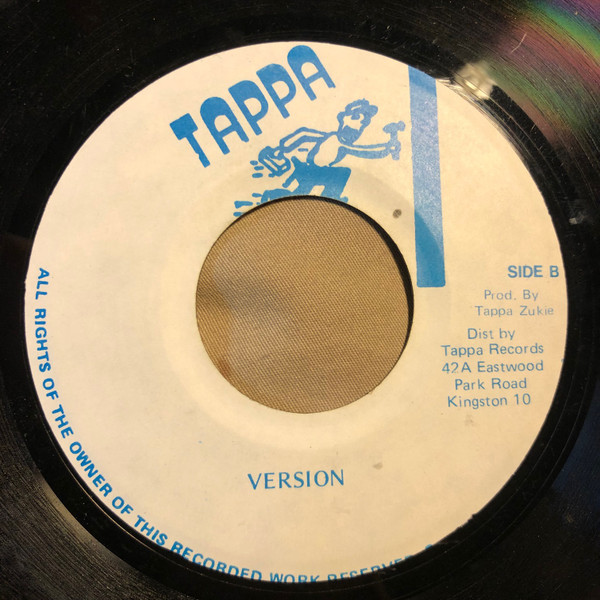 TAPPA
SIDE B
Prod. By
Tappa Zukie
Dist by
Tappa Records
42A Eastwood
Park Road
Kingston 10
VERSION
ALL RIGHTS OF THE OWNER OF THIS RECORDED WORK RESERVED